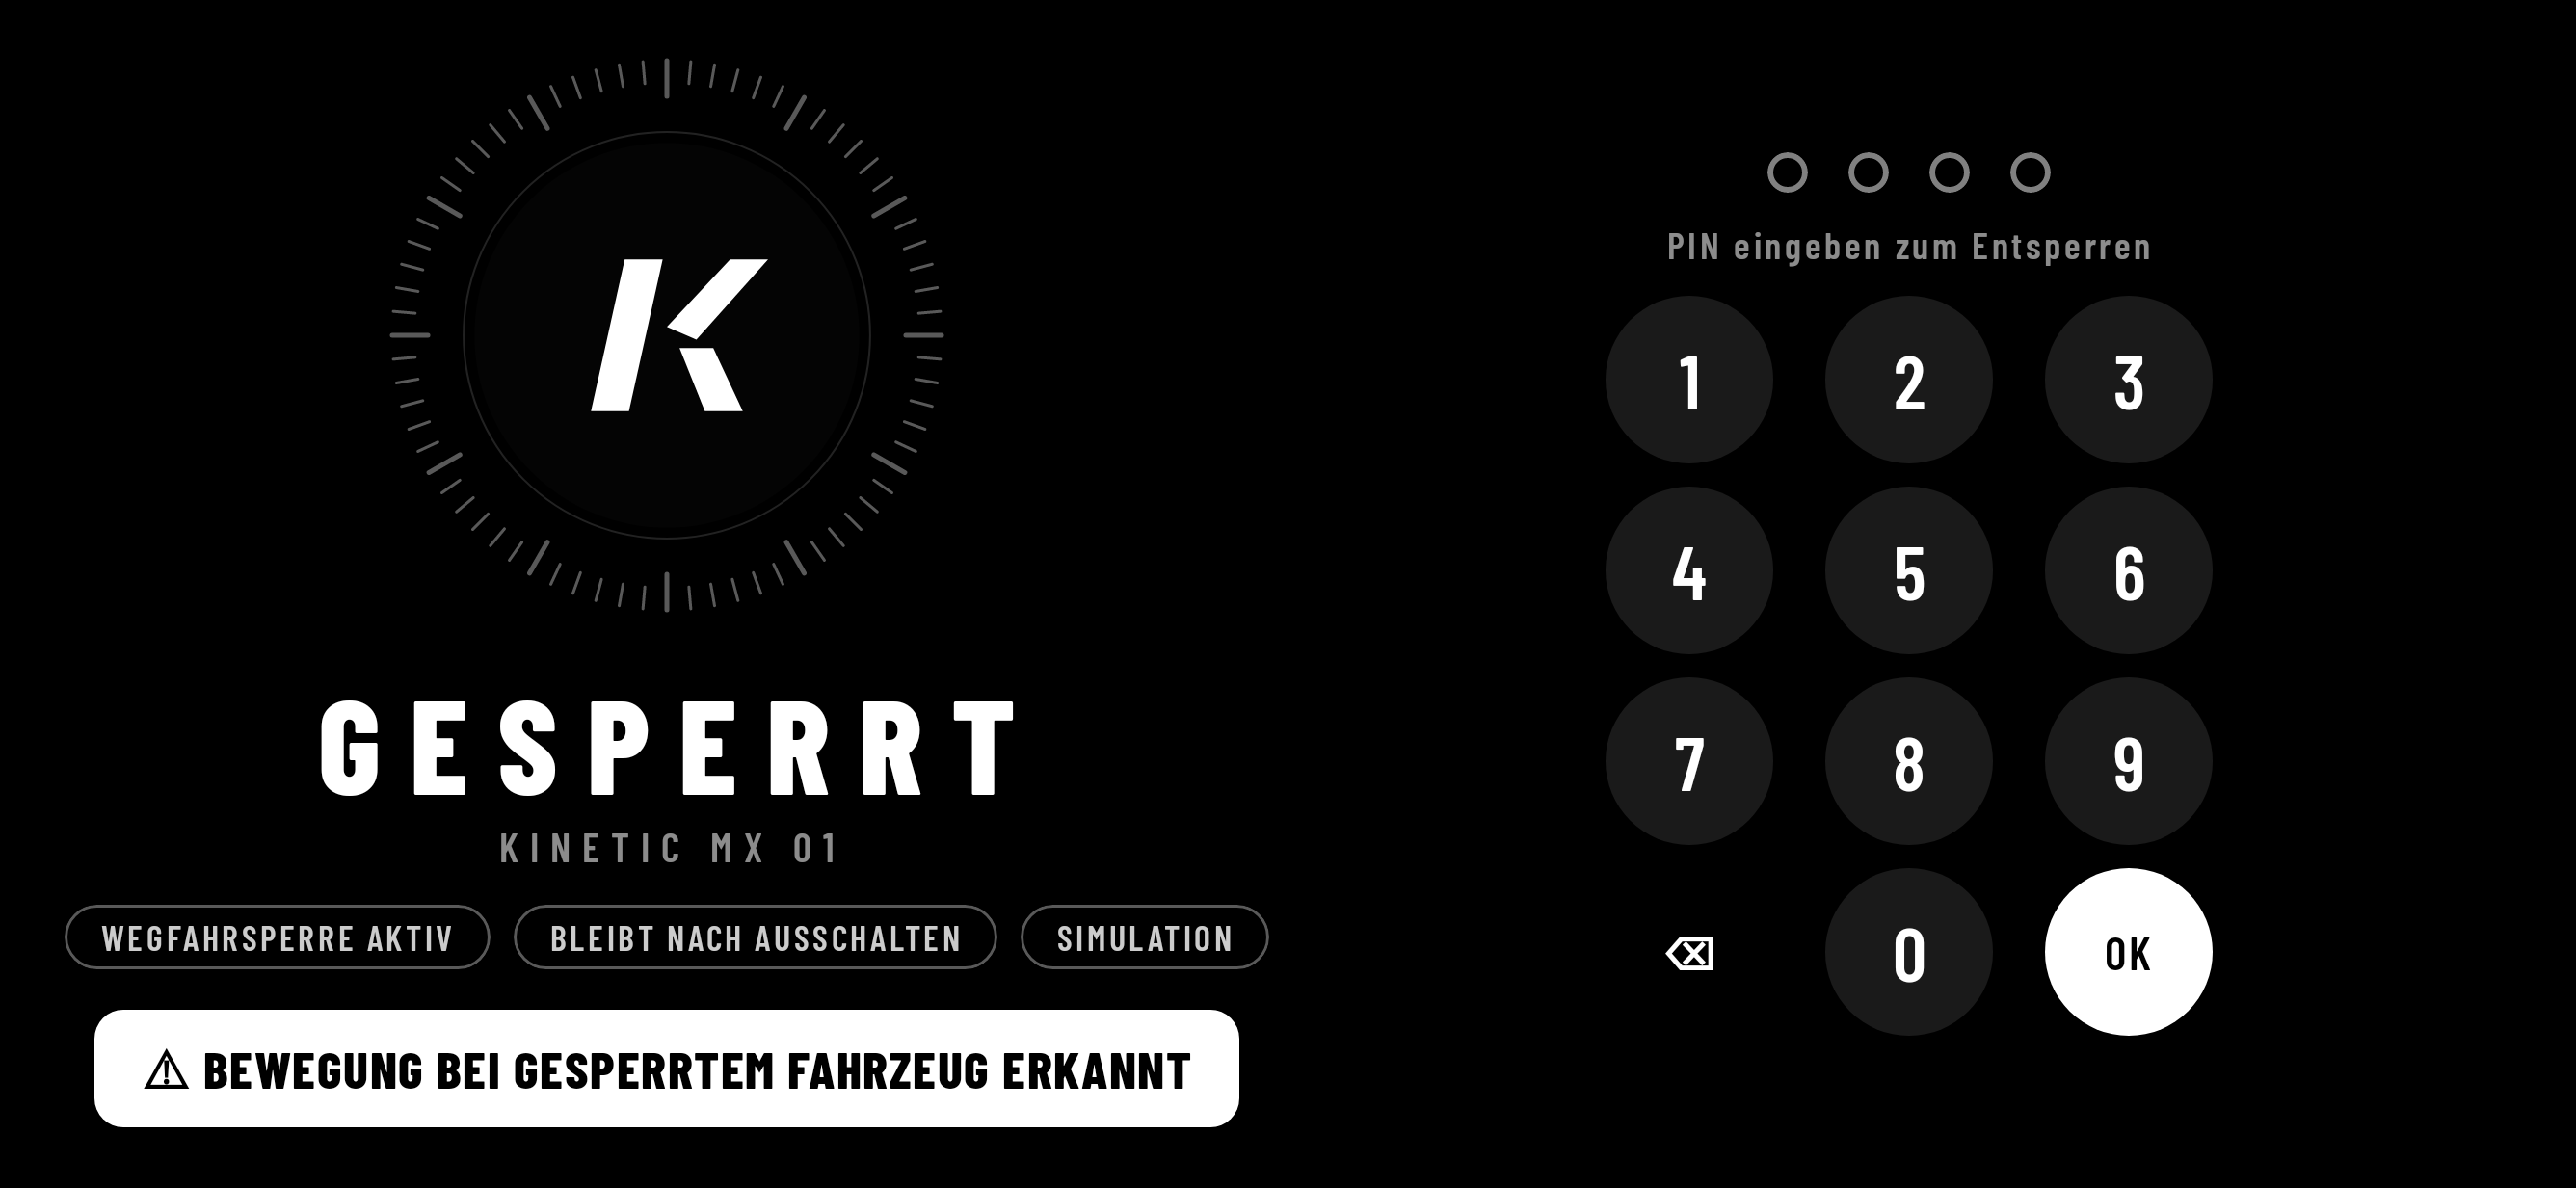 K
GESPERRT
KINETIC MX 01
WEGFAHRSPERRE AKTIV
BLEIBT NACH AUSSCHALTEN
SIMULATION
⚠ BEWEGUNG BEI GESPERRTEM FAHRZEUG ERKANNT
PIN eingeben zum Entsperren
1 2 3
4 5 6
7 8 9
0 OK